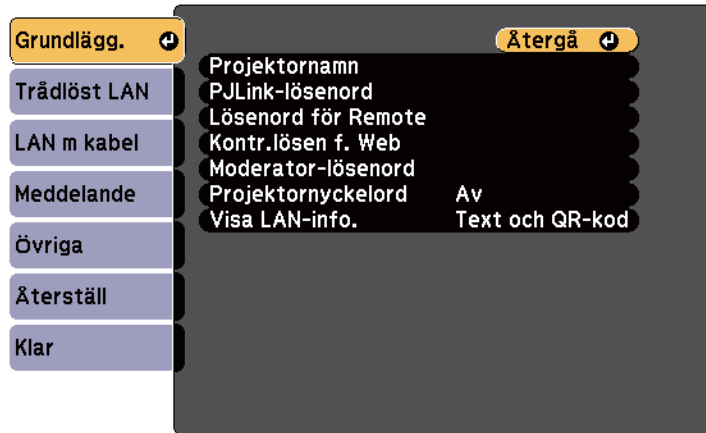 Grundlägg.
Trådlöst LAN
LAN m kabel
Meddelande
Övriga
Återställ
Klar
Återgå
Projektornamn
PJLink-lösenord
Lösenord för Remote
Kontr.lösen f. Web
Moderator-lösenord
Projektornyckelord Av
Visa LAN-info. Text och QR-kod